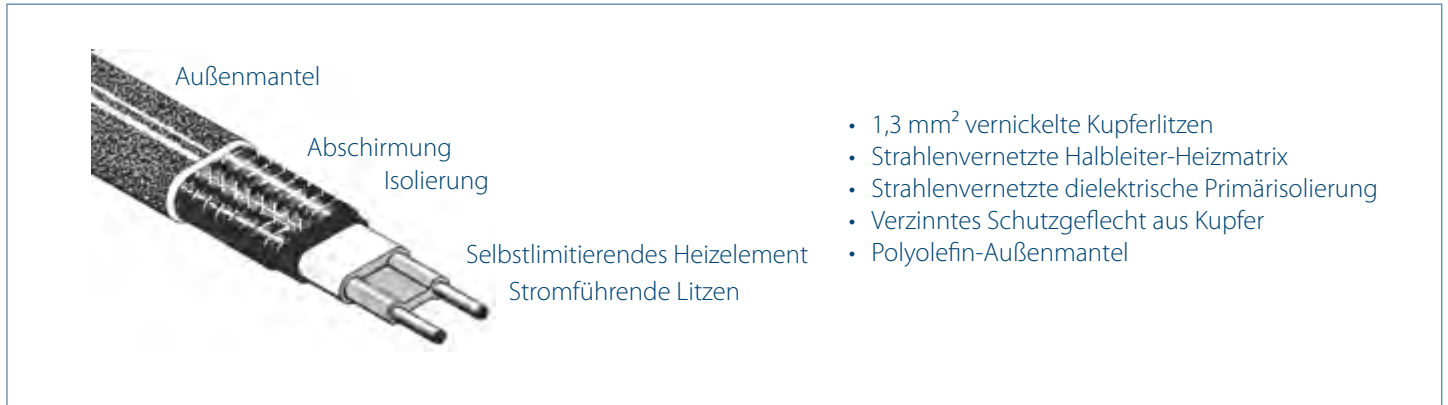 Außenmantel
Abschirmung
Isolierung
Selbstlimitierendes Heizelement
Stromführende Litzen
• 1,3 mm² vernickelte Kupferlitzen
• Strahlenvernetzte Halbleiter-Heizmatrix
• Strahlenvernetzte dielektrische Primärisolierung
• Verzinntes Schutzgeflecht aus Kupfer
• Polyolefin-Außenmantel